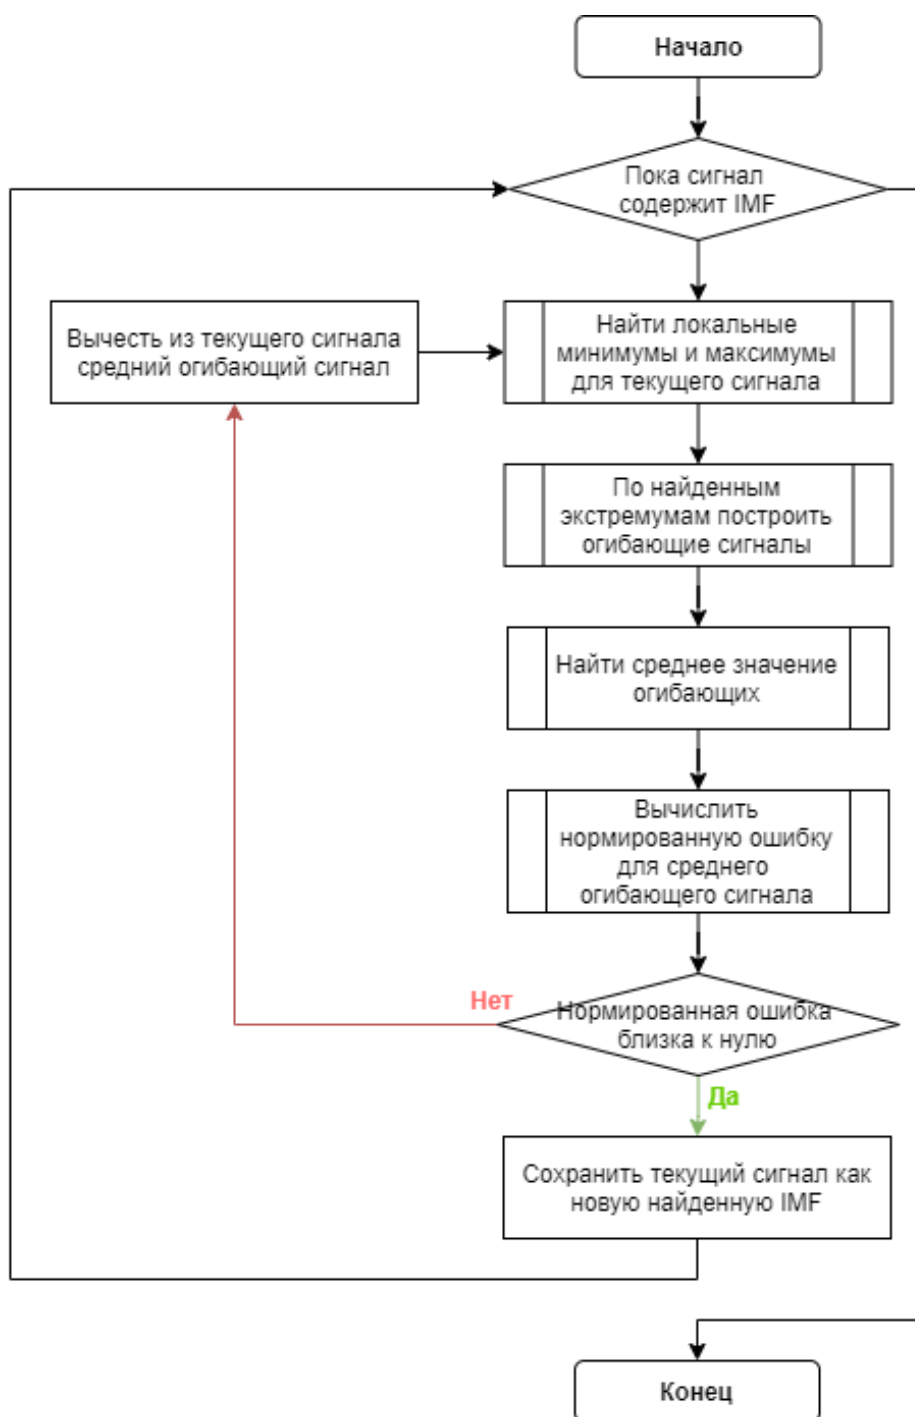 Начало
Пока сигнал
содержит IMF
Вычесть из текущего сигнала
средний огибающий сигнал
Найти локальные
минимумы и максимумы
для текущего сигнала
По найденным
экстремумам построить
огибающие сигналы
Найти среднее значение
огибающих
Вычислить
нормированную ошибку
для среднего
огибающего сигнала
Нет
Нормированная ошибка
близка к нулю
Да
Сохранить текущий сигнал как
новую найденную IMF
Конец